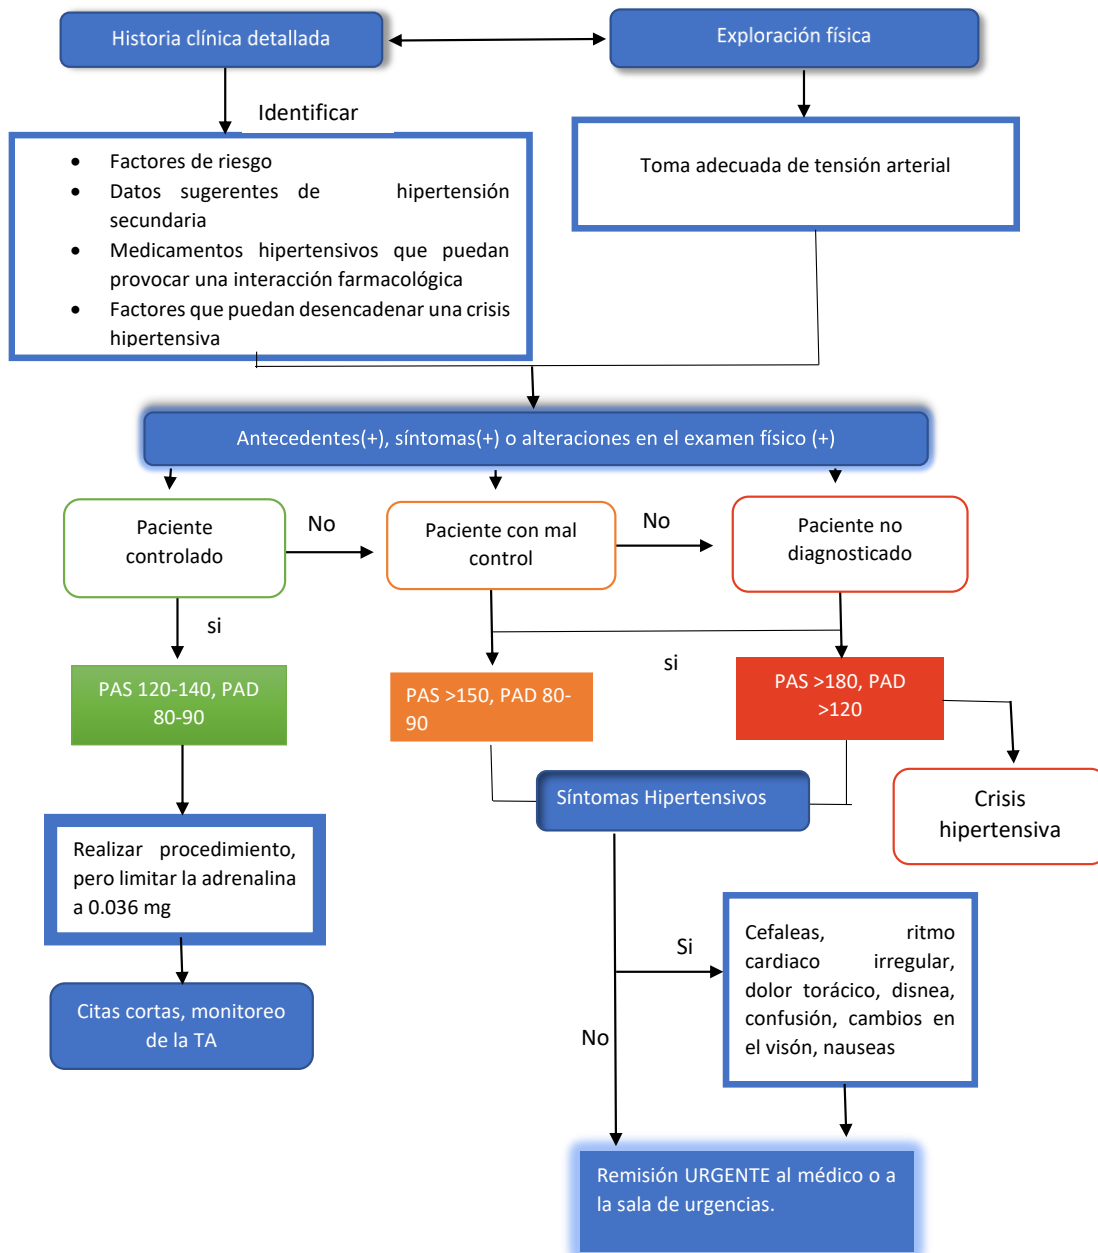 Historia clínica detallada
Exploración física
Identificar
• Factores de riesgo
• Datos sugerentes de hipertensión
secundaria
• Medicamentos hipertensivos que puedan
provocar una interacción farmacológica
• Factores que puedan desencadenar una crisis
hipertensiva
Toma adecuada de tensión arterial
Antecedentes(+), síntomas(+) o alteraciones en el examen físico (+)
Paciente
controlado
No
Paciente con mal
control
No
Paciente no
diagnosticado
si
si
PAS 120-140, PAD
80-90
PAS >150, PAD 80-
90
PAS >180, PAD
>120
Síntomas Hipertensivos
Crisis
hipertensiva
Realizar procedimiento,
pero limitar la adrenalina
a 0.036 mg
Citas cortas, monitoreo
de la TA
Si
Cefaleas, ritmo
cardiaco irregular,
dolor torácico, disnea,
confusión, cambios en
el visón, nauseas
No
Remisión URGENTE al médico o a
la sala de urgencias.